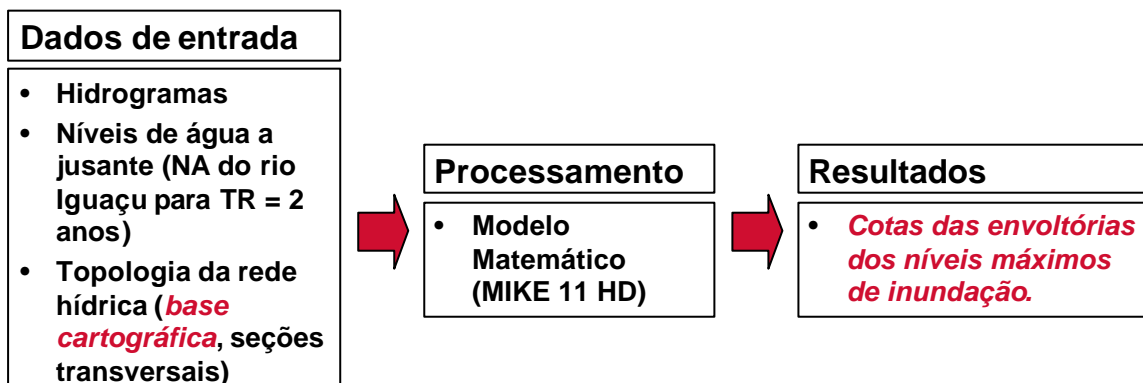 Dados de entrada
• Hidrogramas
• Níveis de água a
jusante (NA do rio
Iguaçu para TR = 2
anos)
• Topologia da rede
hídrica (base
cartográfica, seções
transversais)
Processamento
• Modelo
Matemático
(MIKE 11 HD)
Resultados
• Cotas das envoltórias
dos níveis máximos
de inundação.